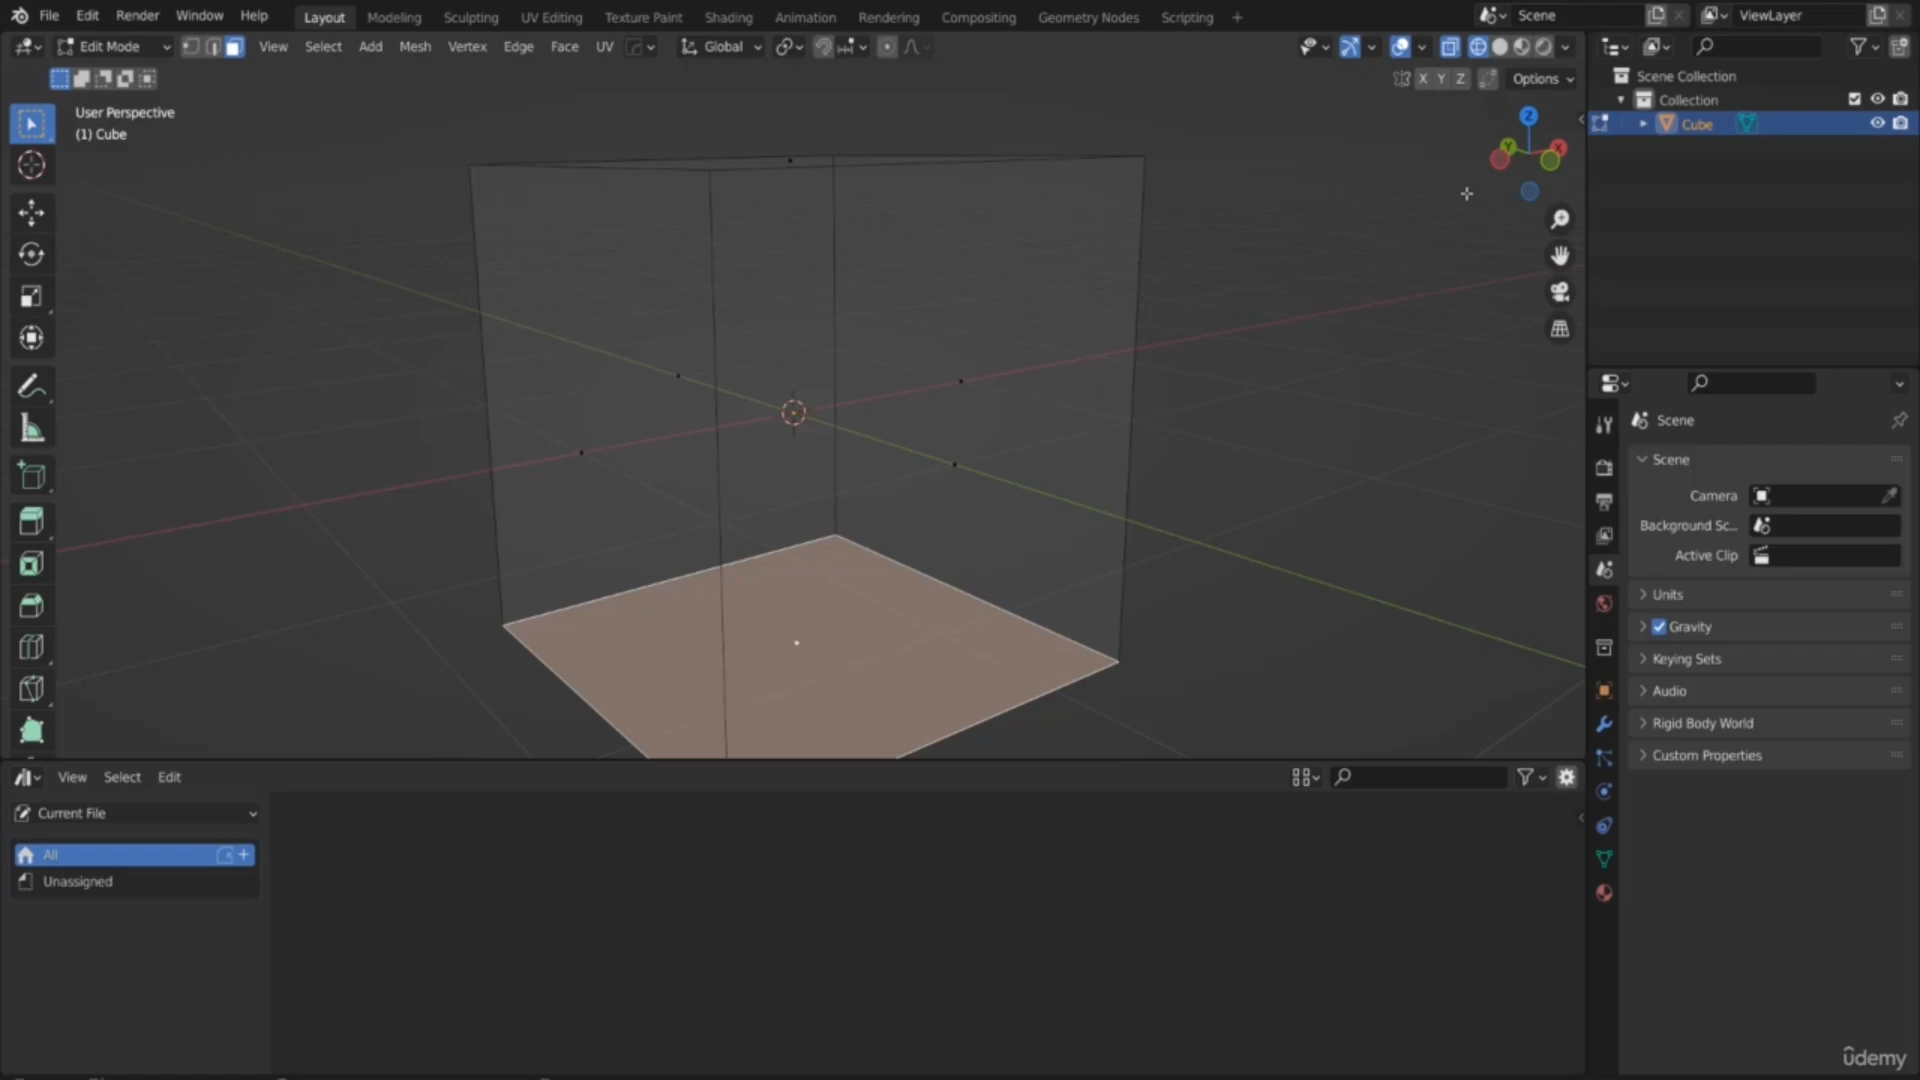 File Edit Render Window Help Layout Modeling Sculpting UV Editing Texture Paint Shading Animation Rendering Compositing Geometry Nodes Scripting + Scene ViewLayer
Edit Mode View Select Add Mesh Vertex Edge Face UV Global
X Y Z Options
User Perspective
(1) Cube
Z
Y X
Scene Collection
Collection
Cube
Scene
Scene
Camera
Background Sc...
Active Clip
Units
Gravity
Keying Sets
Audio
Rigid Body World
Custom Properties
View Select Edit
Current File
All
Unassigned
ûdemy